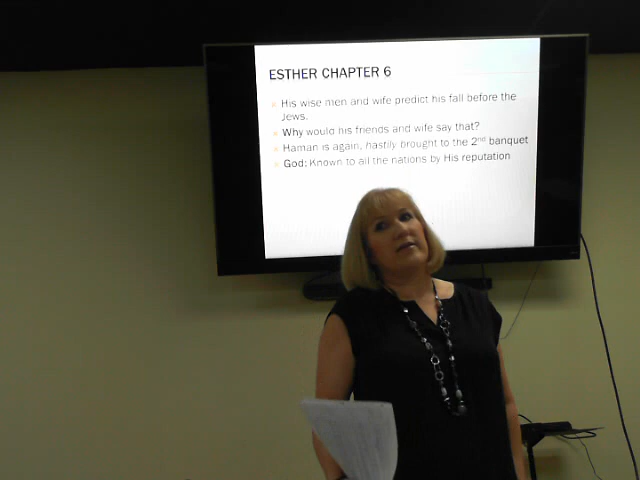 ESTHER CHAPTER 6
His wise men and wife predict his fall before the
Jews.
Why would his friends and wife say that?
Haman is again, hastily brought to the 2nd banquet
God: Known to all the nations by His reputation